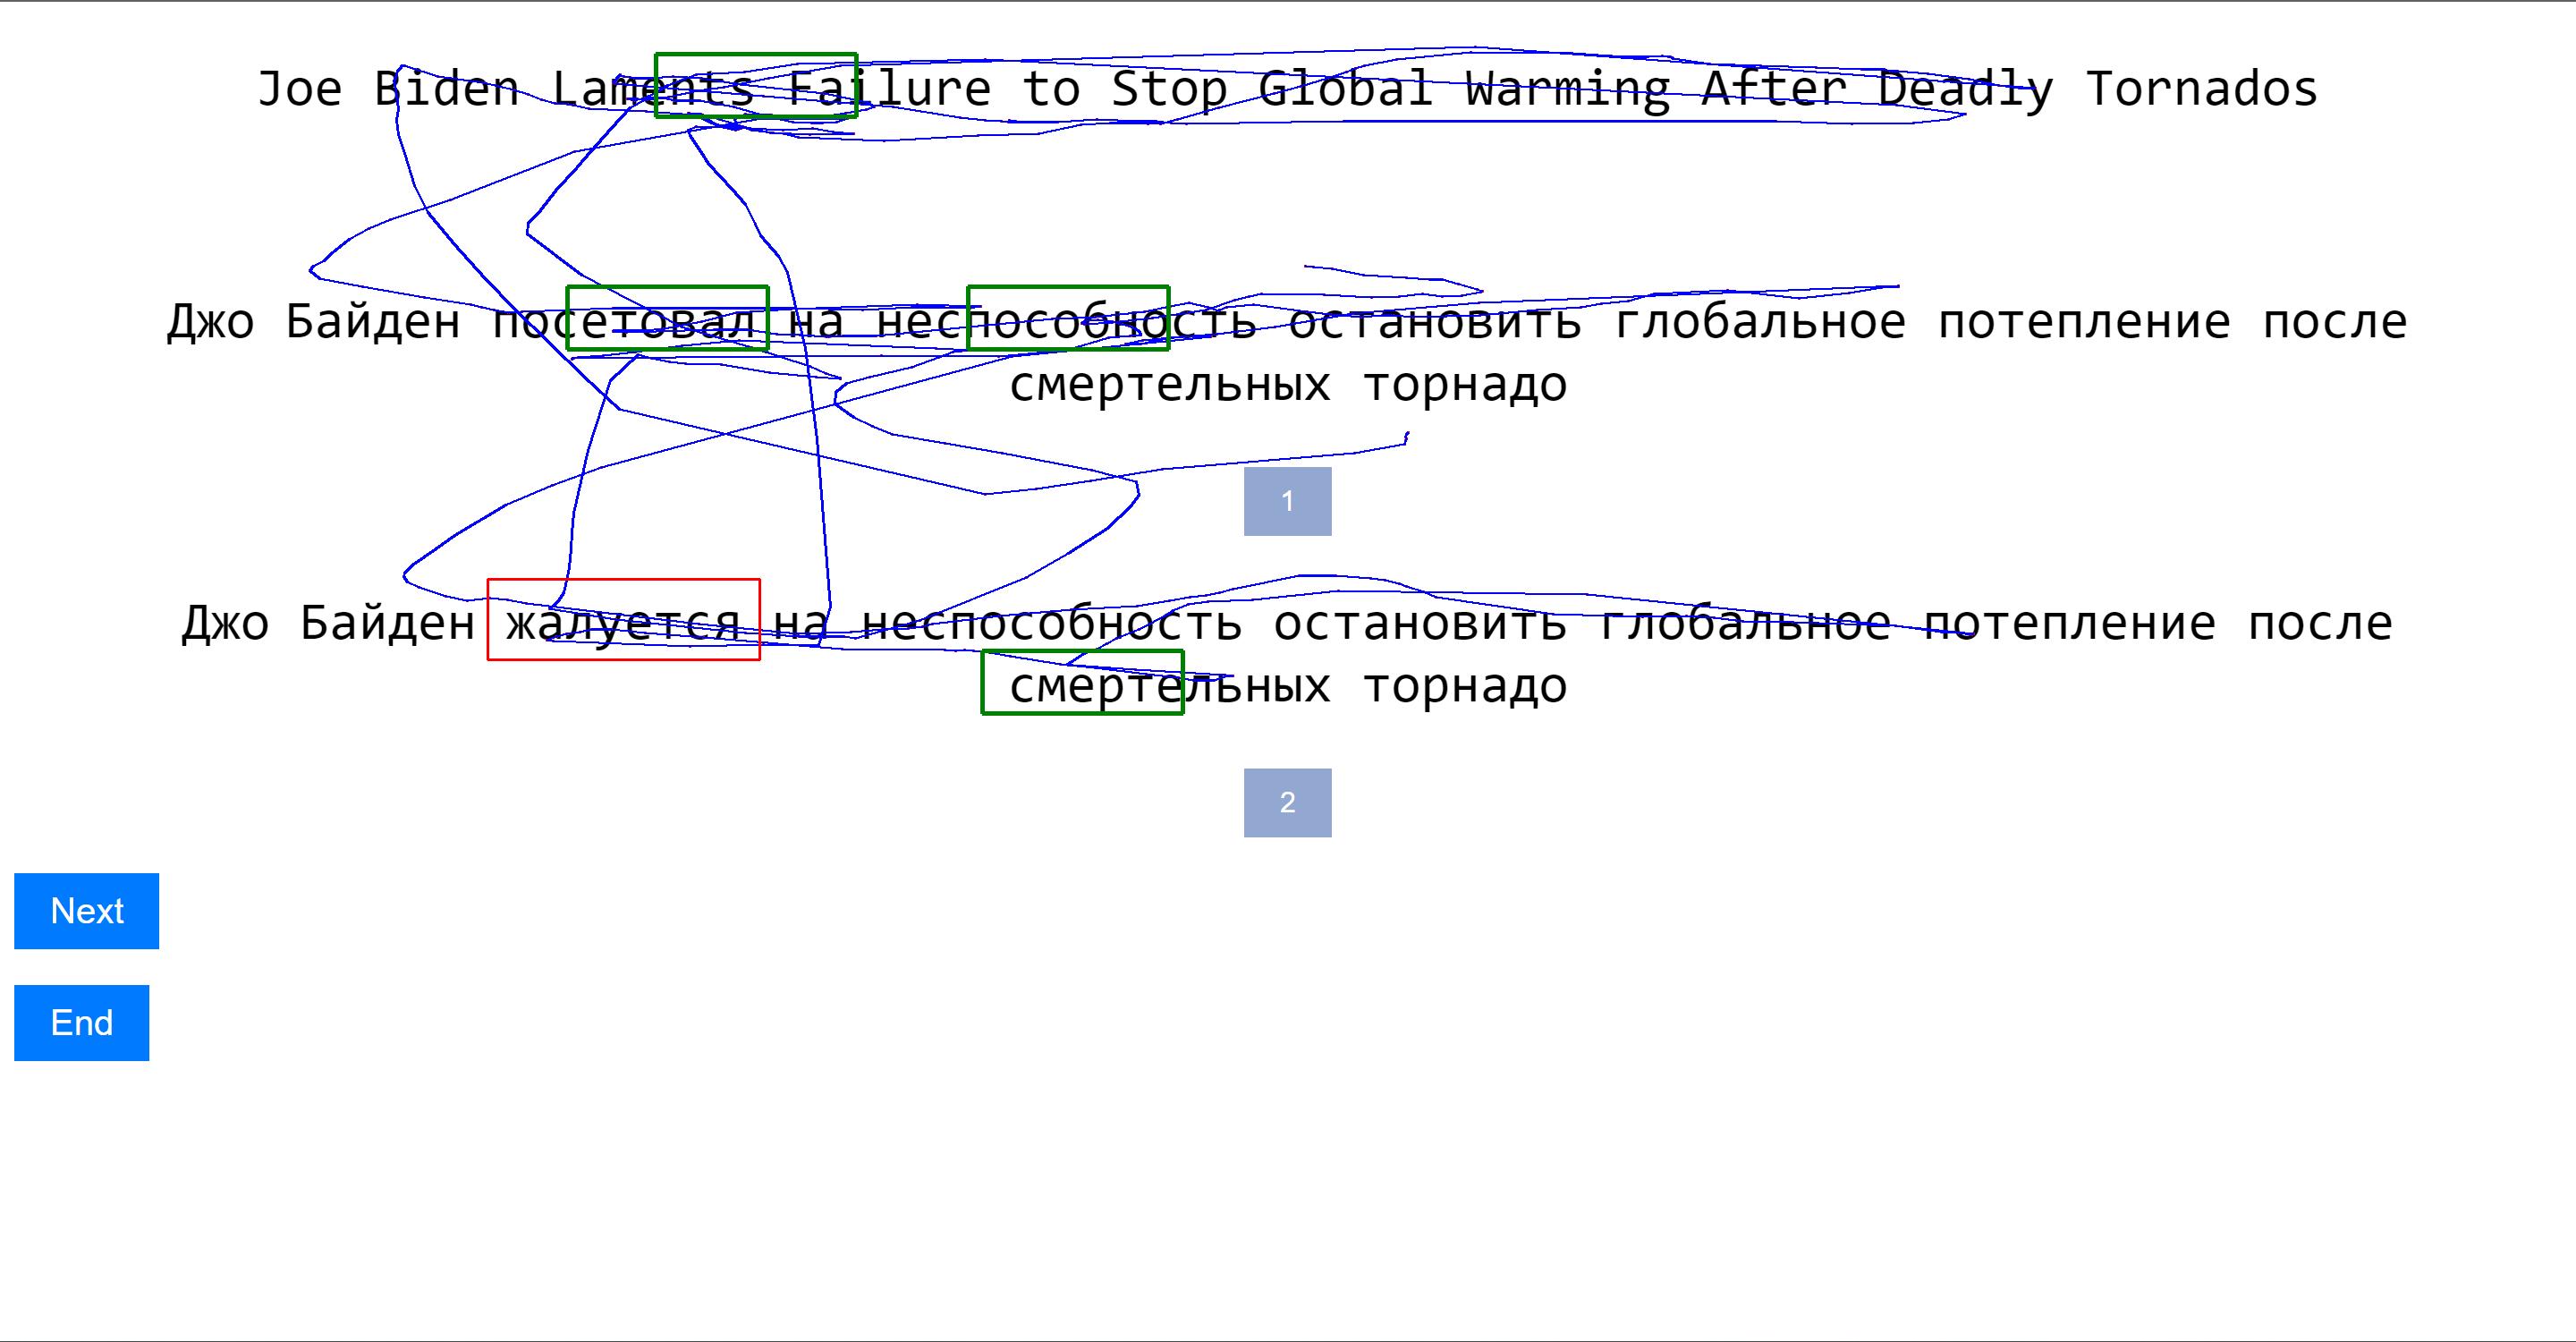 Joe Biden Laments Failure to Stop Global Warming After Deadly Tornados
Джо Байден посетовал на неспособность остановить глобальное потепление после
смертельных торнадо
1
Джо Байден жалуется на неспособность остановить глобальное потепление после
смертельных торнадо
2
Next
End